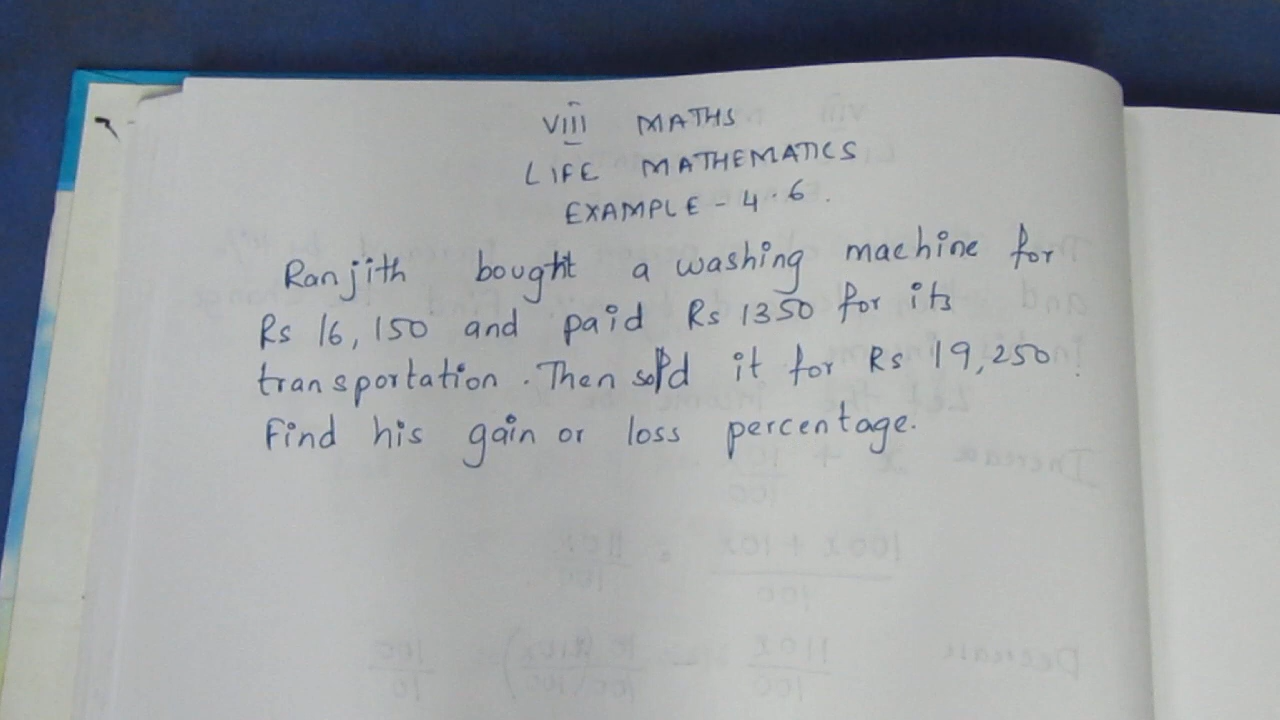 VIII MATHS
LIFE MATHEMATICS
EXAMPLE - 4.6.
Ranjith bought a washing machine for
Rs 16,150 and paid Rs 1350 for its
transportation. Then sold it for Rs 19,250.
Find his gain or loss percentage.